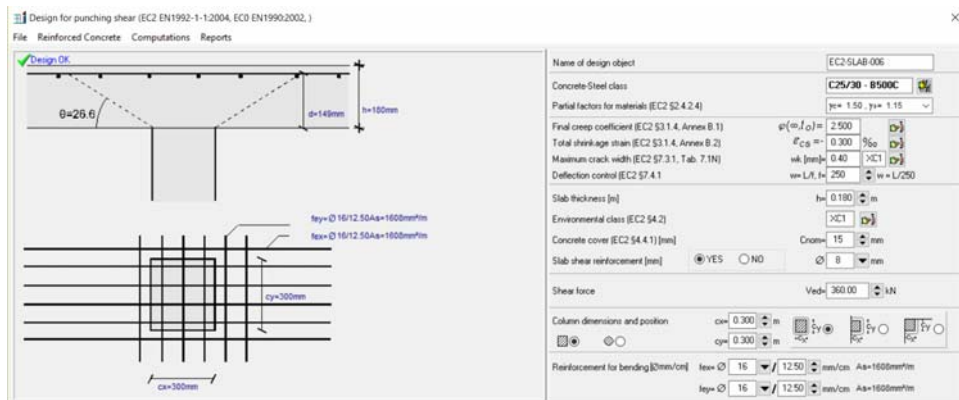 Design for punching shear (EC2 EN1992-1-1:2004, EC0 EN1990:2002, )
File Reinforced Concrete Computations Reports
Design OK
θ=26.6
d=149mm
h=180mm
fey=∅16/12.50As=1608mm²/m
fex=∅16/12.50As=1608mm²/m
cy=300mm
cx=300mm
Name of design object EC2-SLAB-006
Concrete-Steel class C25/30 - B500C
Partial factors for materials (EC2 §2.4.2.4) γc= 1.50 , γs= 1.15
Final creep coefficient (EC2 §3.1.4, Annex B.1) φ(∞,to)= 2.500
Total shrinkage strain (EC2 §3.1.4, Annex B.2) εcs =- 0.300 ‰
Maximum crack width (EC2 §7.3.1, Tab. 7.1N) wk [mm]= 0.40 XC1
Deflection control (EC2 §7.4.1 w= L/f, f= 250 w = L/250
Slab thickness [m] h= 0.180 m
Environmental class (EC2 §4.2) XC1
Concrete cover (EC2 §4.4.1) [mm] Cnom= 15 mm
Slab shear reinforcement [mm] YES NO ∅ 8 mm
Shear force Ved= 360.00 kN
Column dimensions and position cx= 0.300 m
cy= 0.300 m
Reinforcement for bending [∅mm/cm] fex= ∅ 16 / 12.50 mm/cm As=1608mm²/m
fey= ∅ 16 / 12.50 mm/cm As=1608mm²/m